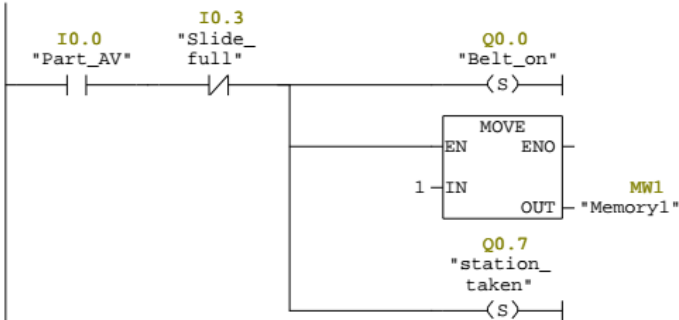 I0.3
I0.0 "Slide_ Q0.0
"Part_AV" full" "Belt_on"
(S)
MOVE
EN ENO
1 IN MW1
OUT "Memory1"
Q0.7
"station_
taken"
(S)